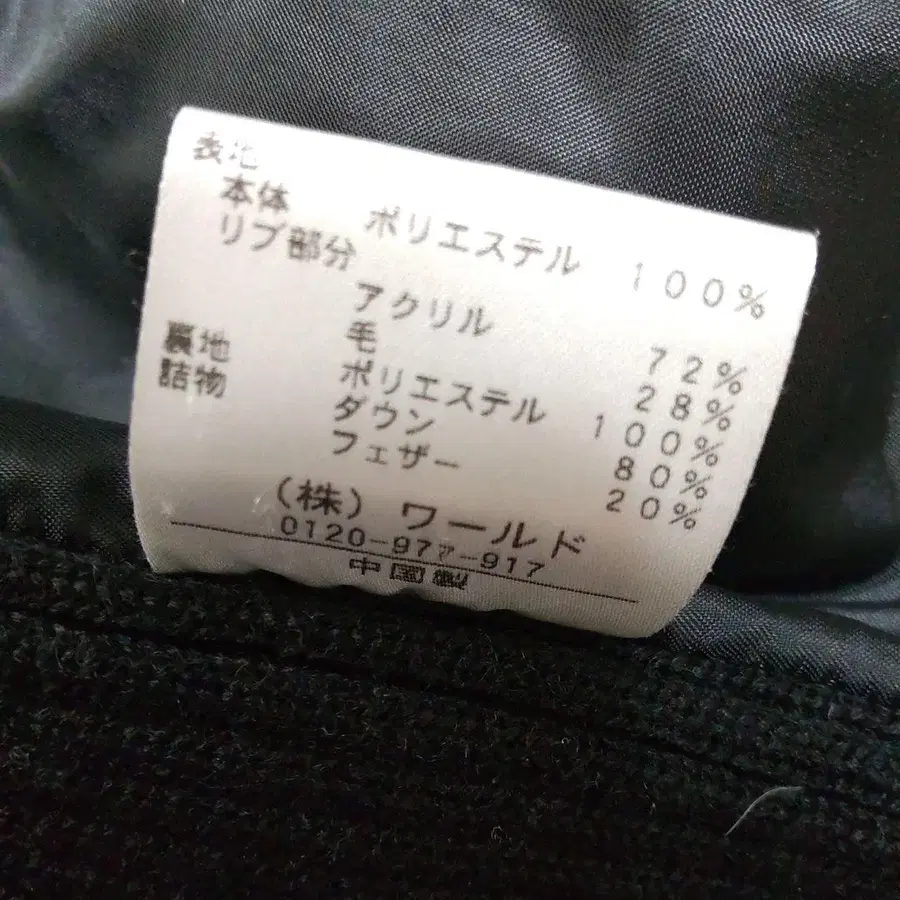 表地
本体 ポリエステル 100%
リブ部分
アクリル 72%
毛 28%
裏地 ポリエステル 100%
詰物 ダウン 80%
フェザー 20%
(株) ワールド
0120-977-917
中国製